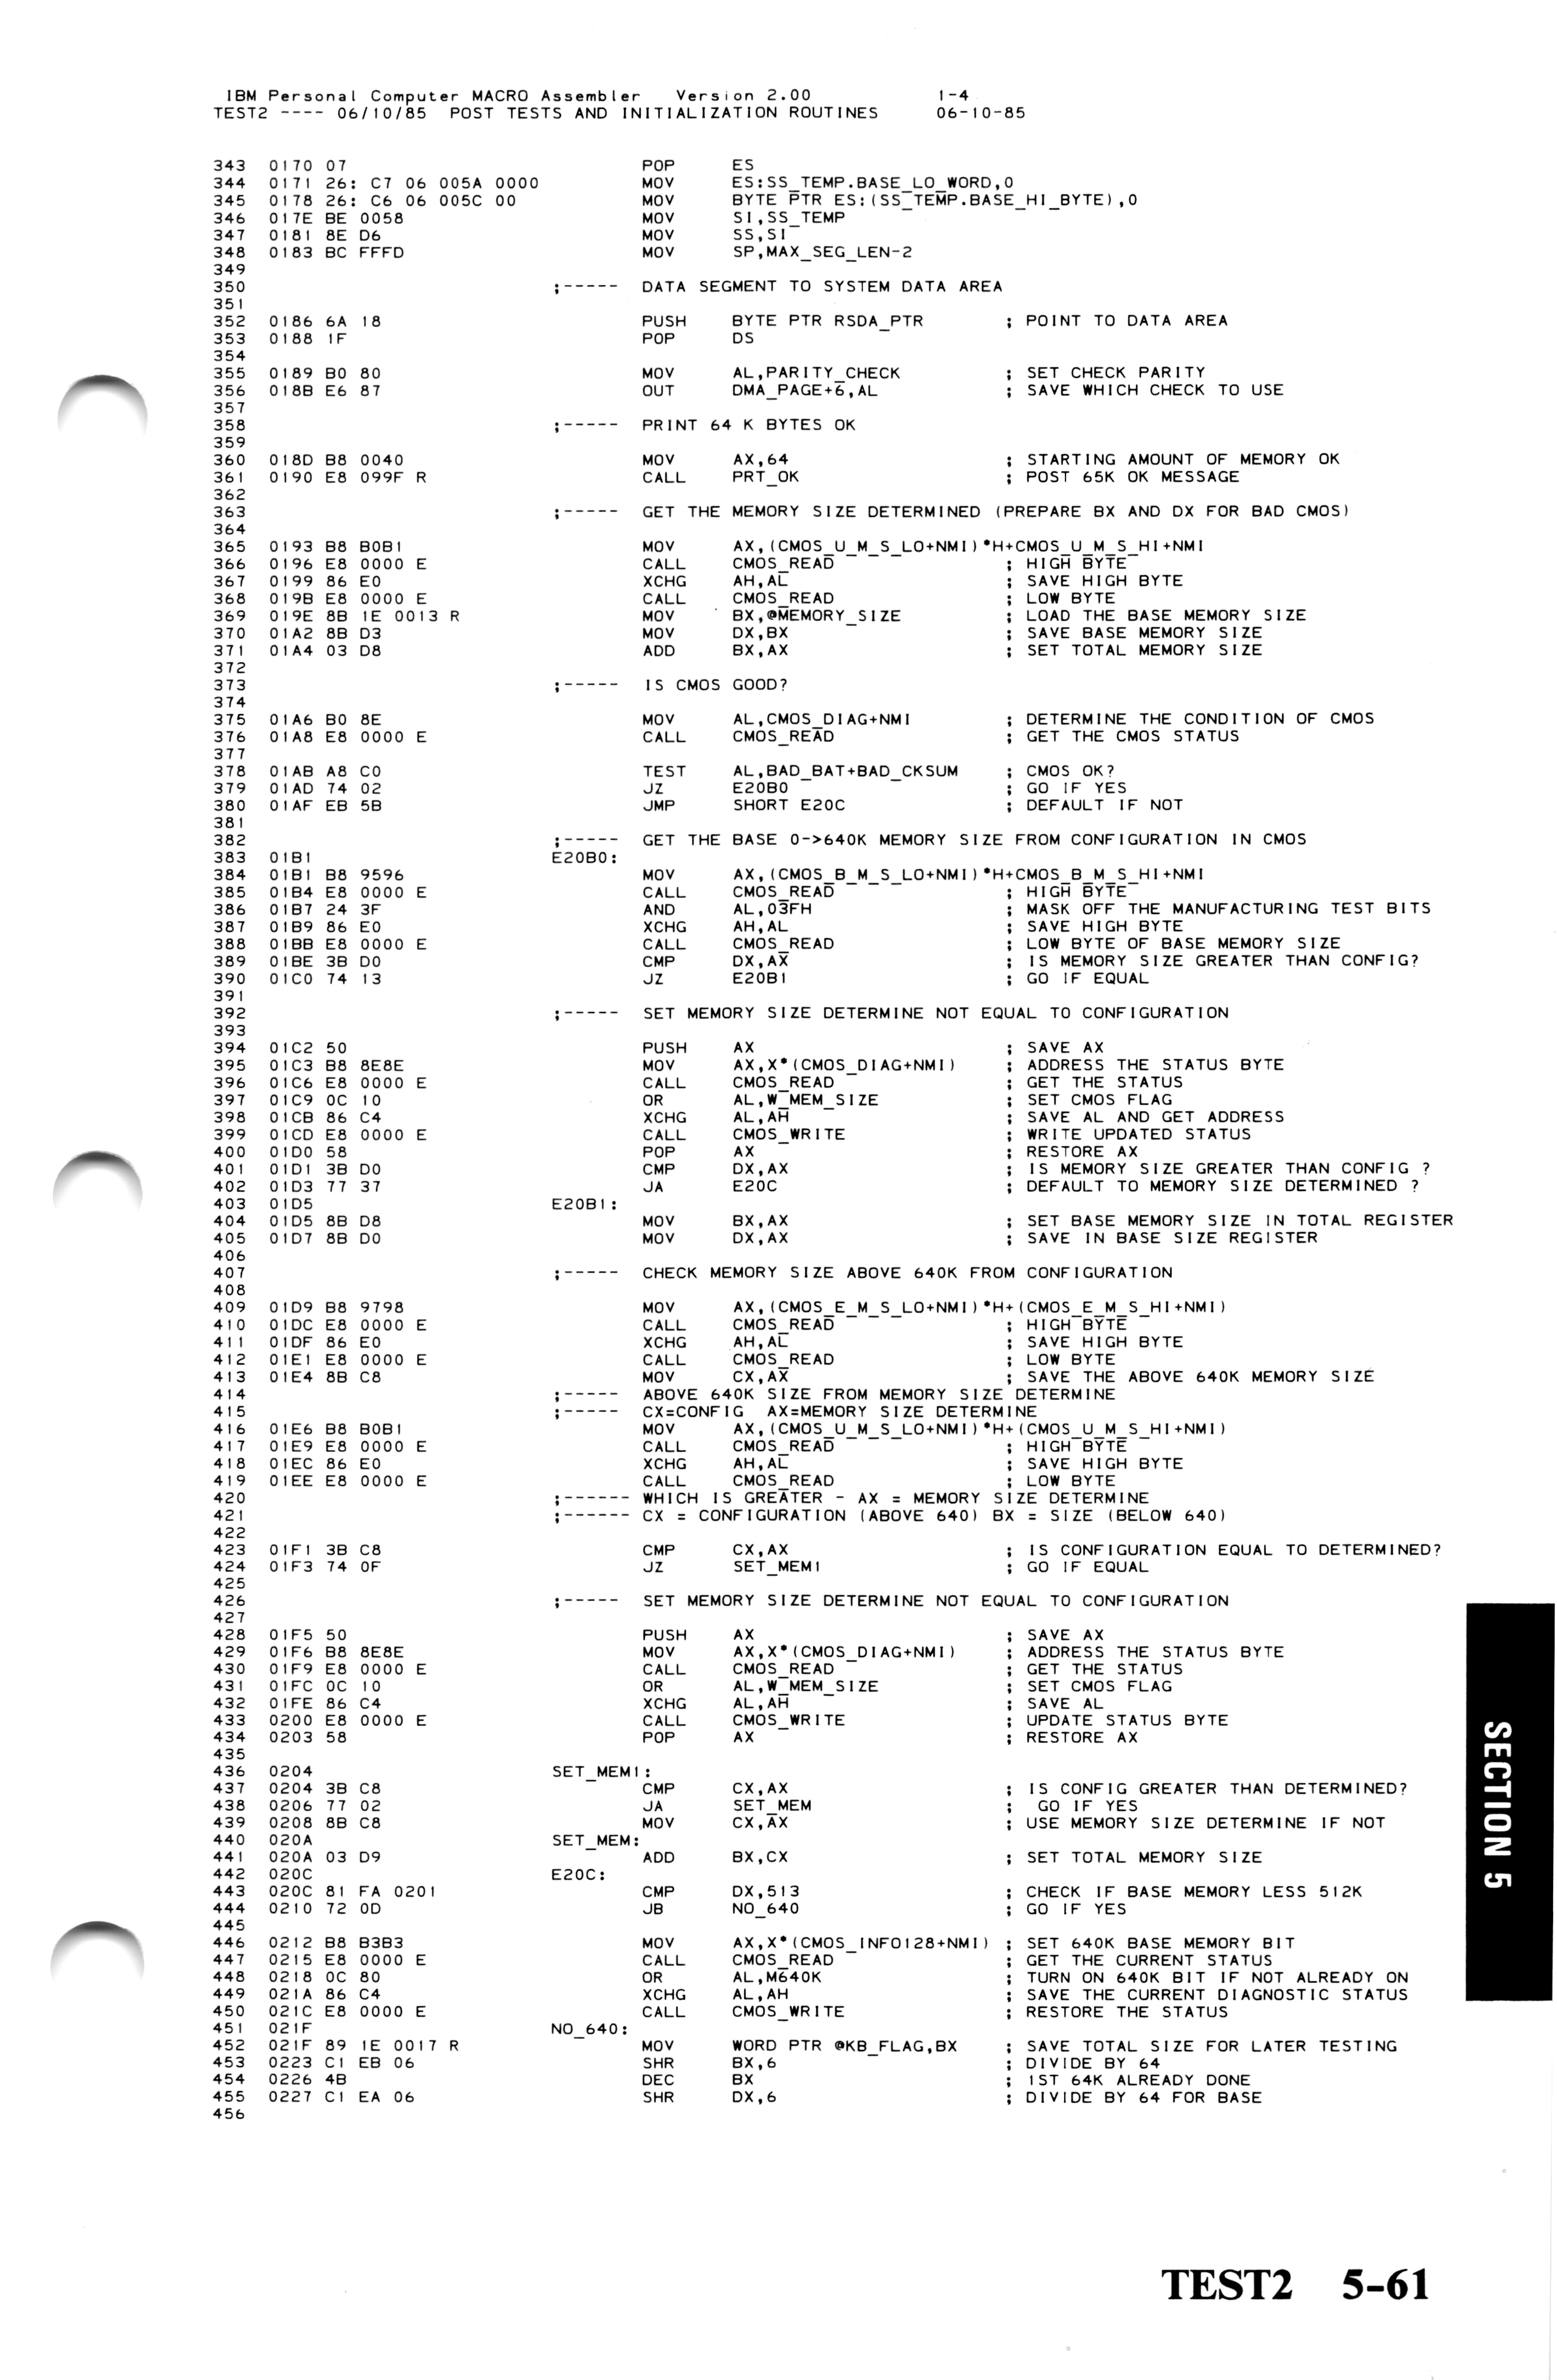 IBM Personal Computer MACRO Assembler   Version 2.00              1-4
TEST2 ---- 06/10/85  POST TESTS AND INITIALIZATION ROUTINES       06-10-85
343  0170 07                          POP     ES
344  0171 26: C7 06 005A 0000         MOV     ES:SS_TEMP.BASE_LO_WORD,0
345  0178 26: C6 06 005C 00           MOV     BYTE PTR ES:(SS_TEMP.BASE_HI_BYTE),0
346  017E BE 0058                     MOV     SI,SS_TEMP
347  0181 8E D6                       MOV     SS,SI
348  0183 BC FFFD                     MOV     SP,MAX_SEG_LEN-2
349
350                           ;-----  DATA SEGMENT TO SYSTEM DATA AREA
351
352  0186 6A 18                       PUSH    BYTE PTR RSDA_PTR       ; POINT TO DATA AREA
353  0188 1F                          POP     DS
354
355  0189 B0 80                       MOV     AL,PARITY_CHECK         ; SET CHECK PARITY
356  018B E6 87                       OUT     DMA_PAGE+6,AL           ; SAVE WHICH CHECK TO USE
357
358                           ;-----  PRINT 64 K BYTES OK
359
360  018D B8 0040                     MOV     AX,64                   ; STARTING AMOUNT OF MEMORY OK
361  0190 E8 099F R                   CALL    PRT_OK                  ; POST 65K OK MESSAGE
362
363                           ;-----  GET THE MEMORY SIZE DETERMINED (PREPARE BX AND DX FOR BAD CMOS)
364
365  0193 B8 B0B1                     MOV     AX,(CMOS_U_M_S_LO+NMI)*H+CMOS_U_M_S_HI+NMI
366  0196 E8 0000 E                   CALL    CMOS_READ               ; HIGH BYTE
367  0199 86 E0                       XCHG    AH,AL                   ; SAVE HIGH BYTE
368  019B E8 0000 E                   CALL    CMOS_READ               ; LOW BYTE
369  019E 8B 1E 0013 R                MOV     BX,@MEMORY_SIZE         ; LOAD THE BASE MEMORY SIZE
370  01A2 8B D3                       MOV     DX,BX                   ; SAVE BASE MEMORY SIZE
371  01A4 03 D8                       ADD     BX,AX                   ; SET TOTAL MEMORY SIZE
372
373                           ;-----  IS CMOS GOOD?
374
375  01A6 B0 8E                       MOV     AL,CMOS_DIAG+NMI        ; DETERMINE THE CONDITION OF CMOS
376  01A8 E8 0000 E                   CALL    CMOS_READ               ; GET THE CMOS STATUS
377
378  01AB A8 C0                       TEST    AL,BAD_BAT+BAD_CKSUM    ; CMOS OK?
379  01AD 74 02                       JZ      E20B0                   ; GO IF YES
380  01AF EB 5B                       JMP     SHORT E20C              ; DEFAULT IF NOT
381
382                           ;-----  GET THE BASE 0->640K MEMORY SIZE FROM CONFIGURATION IN CMOS
383  01B1                     E20B0:
384  01B1 B8 9596                     MOV     AX,(CMOS_B_M_S_LO+NMI)*H+CMOS_B_M_S_HI+NMI
385  01B4 E8 0000 E                   CALL    CMOS_READ               ; HIGH BYTE
386  01B7 24 3F                       AND     AL,03FH                 ; MASK OFF THE MANUFACTURING TEST BITS
387  01B9 86 E0                       XCHG    AH,AL                   ; SAVE HIGH BYTE
388  01BB E8 0000 E                   CALL    CMOS_READ               ; LOW BYTE OF BASE MEMORY SIZE
389  01BE 3B D0                       CMP     DX,AX                   ; IS MEMORY SIZE GREATER THAN CONFIG?
390  01C0 74 13                       JZ      E20B1                   ; GO IF EQUAL
391
392                           ;-----  SET MEMORY SIZE DETERMINE NOT EQUAL TO CONFIGURATION
393
394  01C2 50                          PUSH    AX                      ; SAVE AX
395  01C3 B8 8E8E                     MOV     AX,X*(CMOS_DIAG+NMI)    ; ADDRESS THE STATUS BYTE
396  01C6 E8 0000 E                   CALL    CMOS_READ               ; GET THE STATUS
397  01C9 0C 10                       OR      AL,W_MEM_SIZE           ; SET CMOS FLAG
398  01CB 86 C4                       XCHG    AL,AH                   ; SAVE AL AND GET ADDRESS
399  01CD E8 0000 E                   CALL    CMOS_WRITE              ; WRITE UPDATED STATUS
400  01D0 58                          POP     AX                      ; RESTORE AX
401  01D1 3B D0                       CMP     DX,AX                   ; IS MEMORY SIZE GREATER THAN CONFIG ?
402  01D3 77 37                       JA      E20C                    ; DEFAULT TO MEMORY SIZE DETERMINED ?
403  01D5                     E20B1:
404  01D5 8B D8                       MOV     BX,AX                   ; SET BASE MEMORY SIZE IN TOTAL REGISTER
405  01D7 8B D0                       MOV     DX,AX                   ; SAVE IN BASE SIZE REGISTER
406
407                           ;-----  CHECK MEMORY SIZE ABOVE 640K FROM CONFIGURATION
408
409  01D9 B8 9798                     MOV     AX,(CMOS_E_M_S_LO+NMI)*H+(CMOS_E_M_S_HI+NMI)
410  01DC E8 0000 E                   CALL    CMOS_READ               ; HIGH BYTE
411  01DF 86 E0                       XCHG    AH,AL                   ; SAVE HIGH BYTE
412  01E1 E8 0000 E                   CALL    CMOS_READ               ; LOW BYTE
413  01E4 8B C8                       MOV     CX,AX                   ; SAVE THE ABOVE 640K MEMORY SIZE
414                           ;-----  ABOVE 640K SIZE FROM MEMORY SIZE DETERMINE
415                           ;-----  CX=CONFIG  AX=MEMORY SIZE DETERMINE
416  01E6 B8 B0B1                     MOV     AX,(CMOS_U_M_S_LO+NMI)*H+(CMOS_U_M_S_HI+NMI)
417  01E9 E8 0000 E                   CALL    CMOS_READ               ; HIGH BYTE
418  01EC 86 E0                       XCHG    AH,AL                   ; SAVE HIGH BYTE
419  01EE E8 0000 E                   CALL    CMOS_READ               ; LOW BYTE
420                           ;------ WHICH IS GREATER - AX = MEMORY SIZE DETERMINE
421                           ;------ CX = CONFIGURATION (ABOVE 640) BX = SIZE (BELOW 640)
422
423  01F1 3B C8                       CMP     CX,AX                   ; IS CONFIGURATION EQUAL TO DETERMINED?
424  01F3 74 0F                       JZ      SET_MEM1                ; GO IF EQUAL
425
426                           ;-----  SET MEMORY SIZE DETERMINE NOT EQUAL TO CONFIGURATION
427
428  01F5 50                          PUSH    AX                      ; SAVE AX
429  01F6 B8 8E8E                     MOV     AX,X*(CMOS_DIAG+NMI)    ; ADDRESS THE STATUS BYTE
430  01F9 E8 0000 E                   CALL    CMOS_READ               ; GET THE STATUS
431  01FC 0C 10                       OR      AL,W_MEM_SIZE           ; SET CMOS FLAG
432  01FE 86 C4                       XCHG    AL,AH                   ; SAVE AL
433  0200 E8 0000 E                   CALL    CMOS_WRITE              ; UPDATE STATUS BYTE
434  0203 58                          POP     AX                      ; RESTORE AX
435
436  0204                     SET_MEM1:
437  0204 3B C8                       CMP     CX,AX                   ; IS CONFIG GREATER THAN DETERMINED?
438  0206 77 02                       JA      SET_MEM                 ;  GO IF YES
439  0208 8B C8                       MOV     CX,AX                   ; USE MEMORY SIZE DETERMINE IF NOT
440  020A                     SET_MEM:
441  020A 03 D9                       ADD     BX,CX                   ; SET TOTAL MEMORY SIZE
442  020C                     E20C:
443  020C 81 FA 0201                  CMP     DX,513                  ; CHECK IF BASE MEMORY LESS 512K
444  0210 72 0D                       JB      NO_640                  ; GO IF YES
445
446  0212 B8 B3B3                     MOV     AX,X*(CMOS_INFO128+NMI) ; SET 640K BASE MEMORY BIT
447  0215 E8 0000 E                   CALL    CMOS_READ               ; GET THE CURRENT STATUS
448  0218 0C 80                       OR      AL,M640K                ; TURN ON 640K BIT IF NOT ALREADY ON
449  021A 86 C4                       XCHG    AL,AH                   ; SAVE THE CURRENT DIAGNOSTIC STATUS
450  021C E8 0000 E                   CALL    CMOS_WRITE              ; RESTORE THE STATUS
451  021F                     NO_640:
452  021F 89 1E 0017 R                MOV     WORD PTR @KB_FLAG,BX    ; SAVE TOTAL SIZE FOR LATER TESTING
453  0223 C1 EB 06                    SHR     BX,6                    ; DIVIDE BY 64
454  0226 4B                          DEC     BX                      ; 1ST 64K ALREADY DONE
455  0227 C1 EA 06                    SHR     DX,6                    ; DIVIDE BY 64 FOR BASE
456
SECTION 5
TEST2   5-61